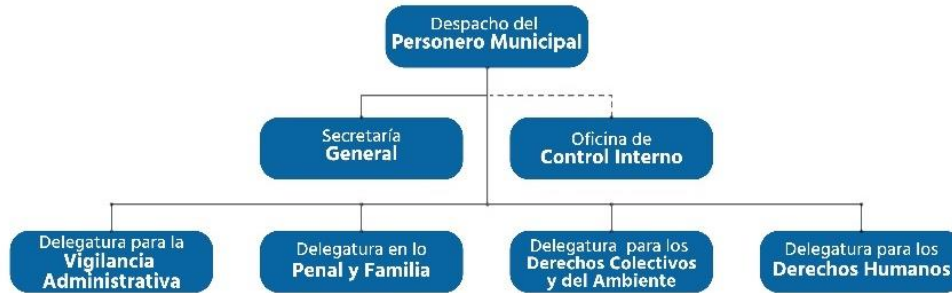 Despacho del
Personero Municipal
Secretaría
General
Oficina de
Control Interno
Delegatura para la
Vigilancia
Administrativa
Delegatura en lo
Penal y Familia
Delegatura para los
Derechos Colectivos
y del Ambiente
Delegatura para los
Derechos Humanos